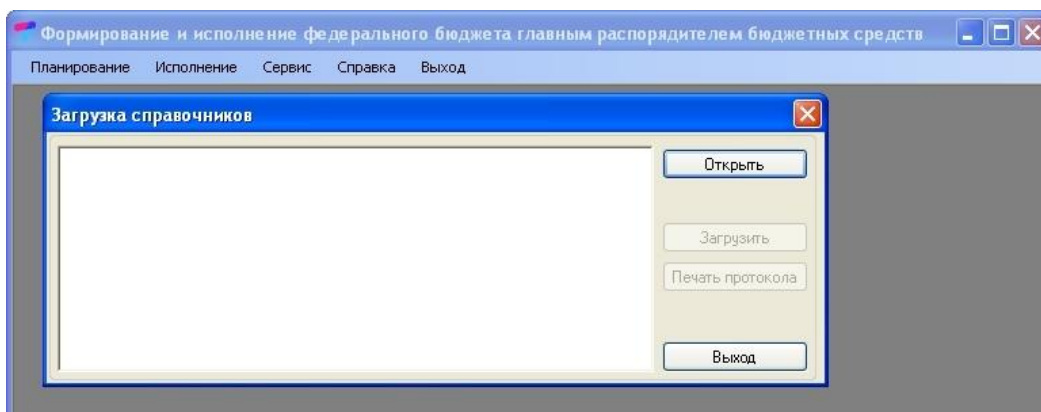 Формирование и исполнение федерального бюджета главным распорядителем бюджетных средств
Планирование Исполнение Сервис Справка Выход
Загрузка справочников
Открыть
Загрузить
Печать протокола
Выход